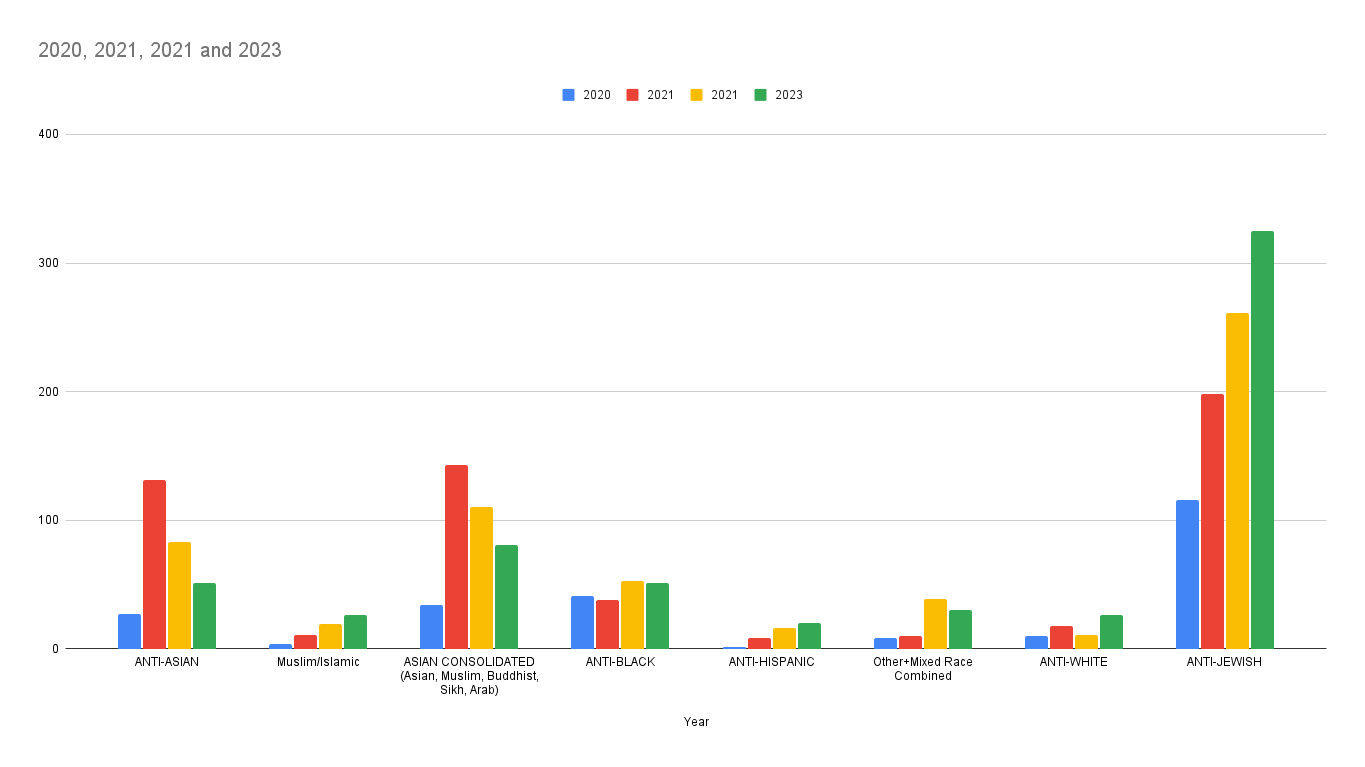 2020, 2021, 2021 and 2023
2020 2021 2021 2023
400
300
200
100
0
ANTI-ASIAN
Muslim/Islamic
ASIAN CONSOLIDATED
(Asian, Muslim, Buddhist,
Sikh, Arab)
ANTI-BLACK
ANTI-HISPANIC
Other+Mixed Race
Combined
ANTI-WHITE
ANTI-JEWISH
Year